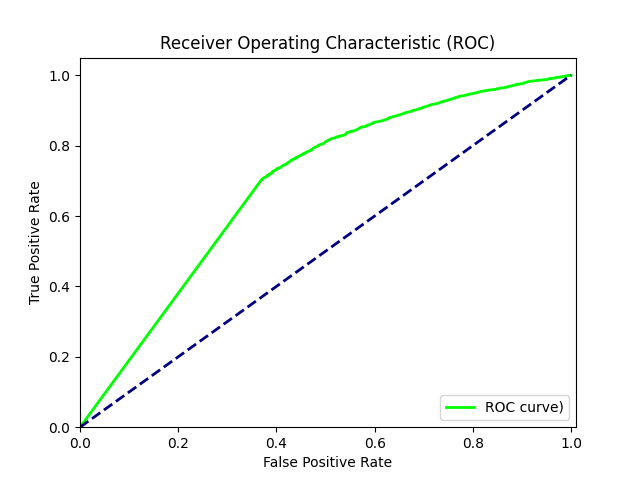 Receiver Operating Characteristic (ROC)
1.0
0.8
0.6
0.4
0.2
0.0
True Positive Rate
ROC curve)
0.0 0.2 0.4 0.6 0.8 1.0
False Positive Rate